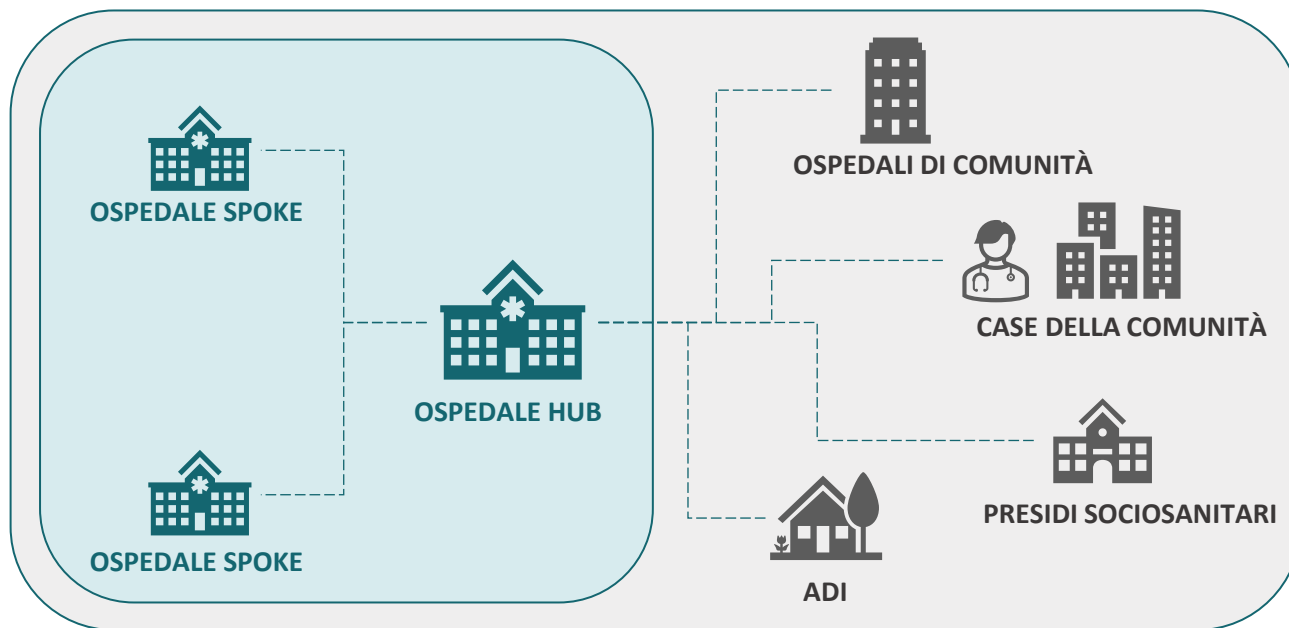 OSPEDALE SPOKE
OSPEDALE HUB
OSPEDALE SPOKE
OSPEDALI DI COMUNITÀ
CASE DELLA COMUNITÀ
PRESIDI SOCIOSANITARI
ADI